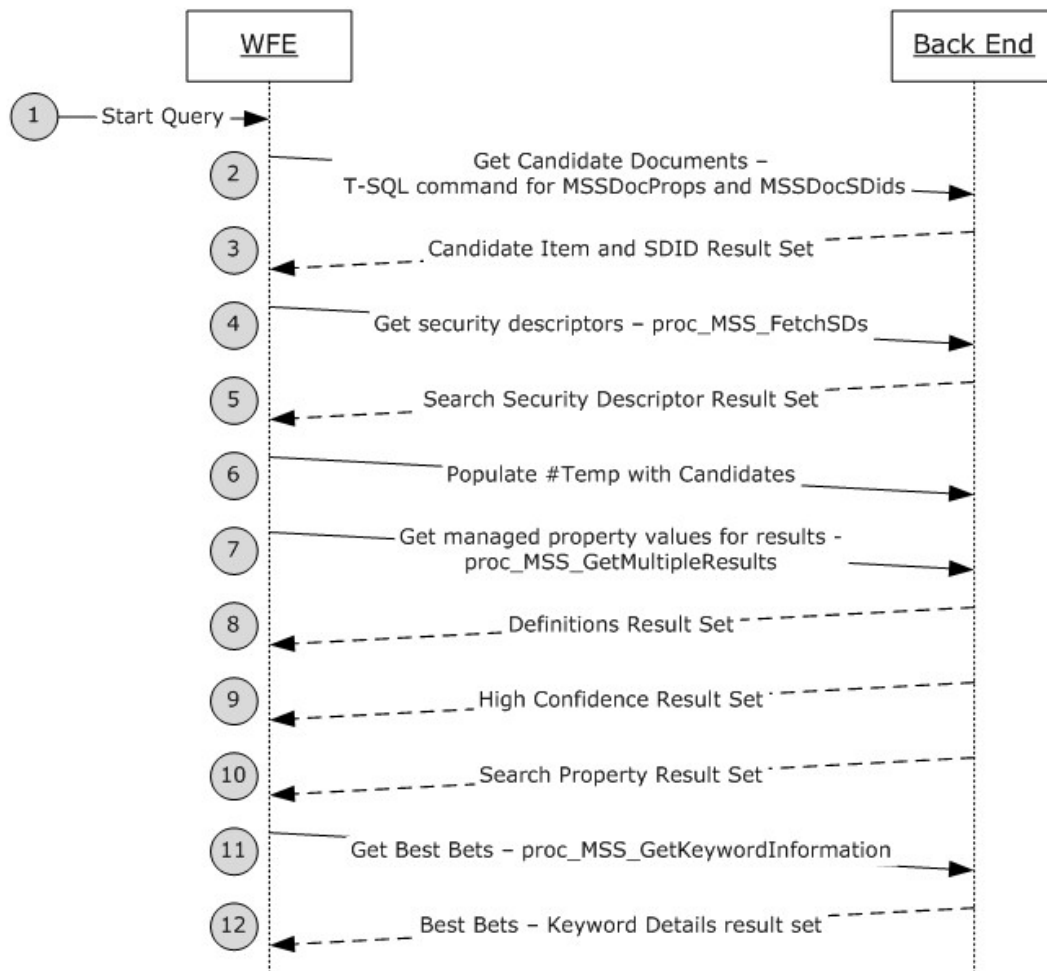 WFE
Back End
1
Start Query
2
Get Candidate Documents –
T-SQL command for MSSDocProps and MSSDocSDids
3
Candidate Item and SDID Result Set
4
Get security descriptors – proc_MSS_FetchSDs
5
Search Security Descriptor Result Set
6
Populate #Temp with Candidates
7
Get managed property values for results -
proc_MSS_GetMultipleResults
8
Definitions Result Set
9
High Confidence Result Set
10
Search Property Result Set
11
Get Best Bets – proc_MSS_GetKeywordInformation
12
Best Bets – Keyword Details result set